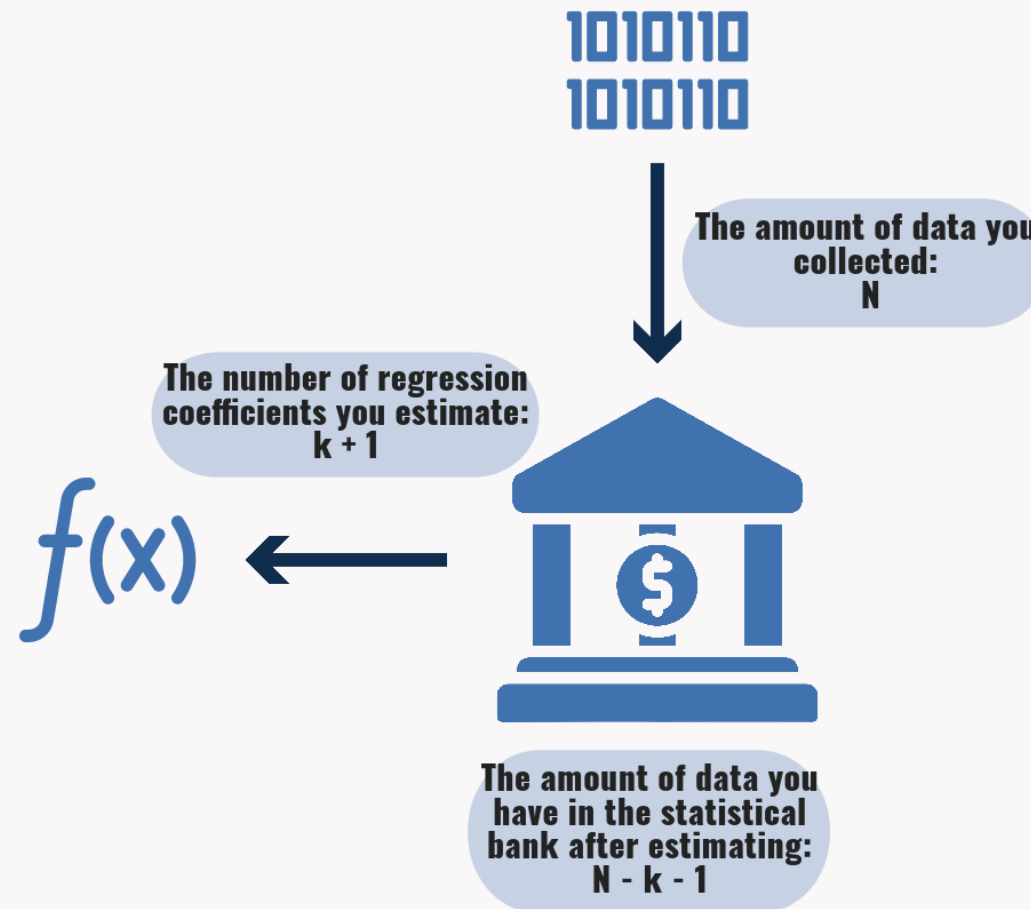 1010110
1010110
The amount of data you
collected:
N
The number of regression
coefficients you estimate:
k + 1
f(x)
$
The amount of data you
have in the statistical
bank after estimating:
N - k - 1